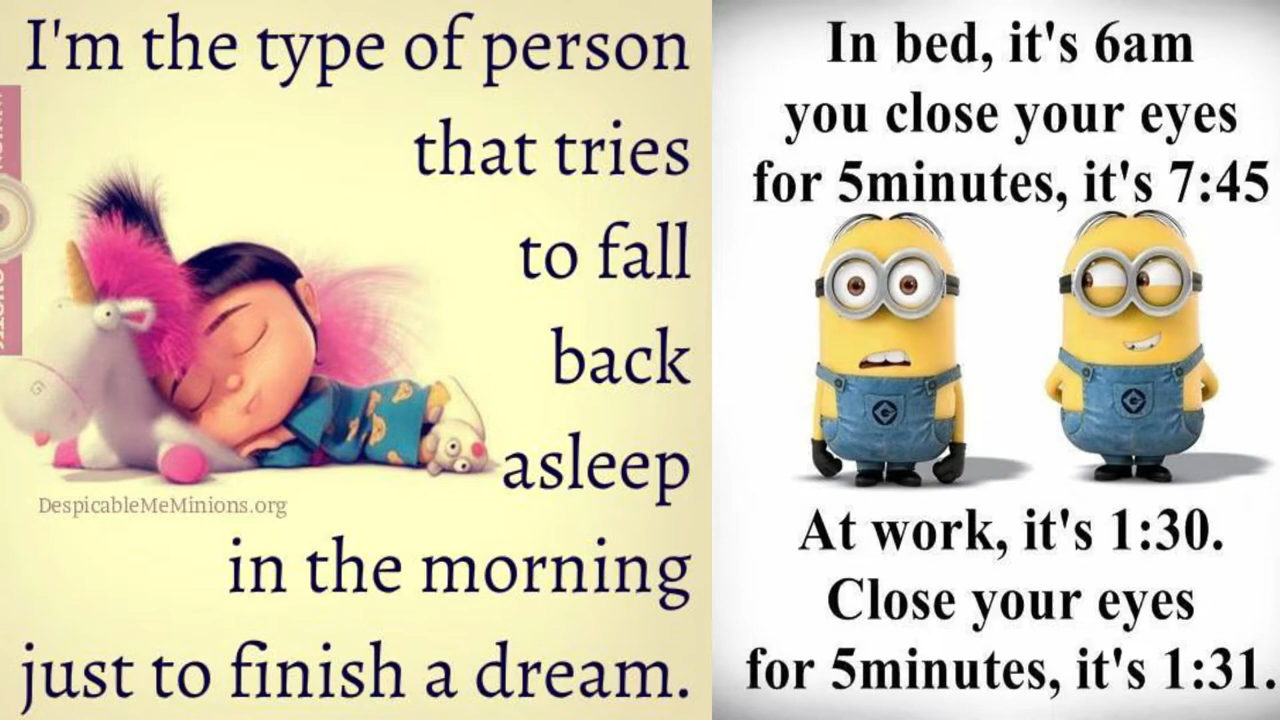 I'm the type of person
that tries
to fall
back
asleep
in the morning
just to finish a dream.
DespicableMeMinions.org
In bed, it's 6am
you close your eyes
for 5minutes, it's 7:45
At work, it's 1:30.
Close your eyes
for 5minutes, it's 1:31.